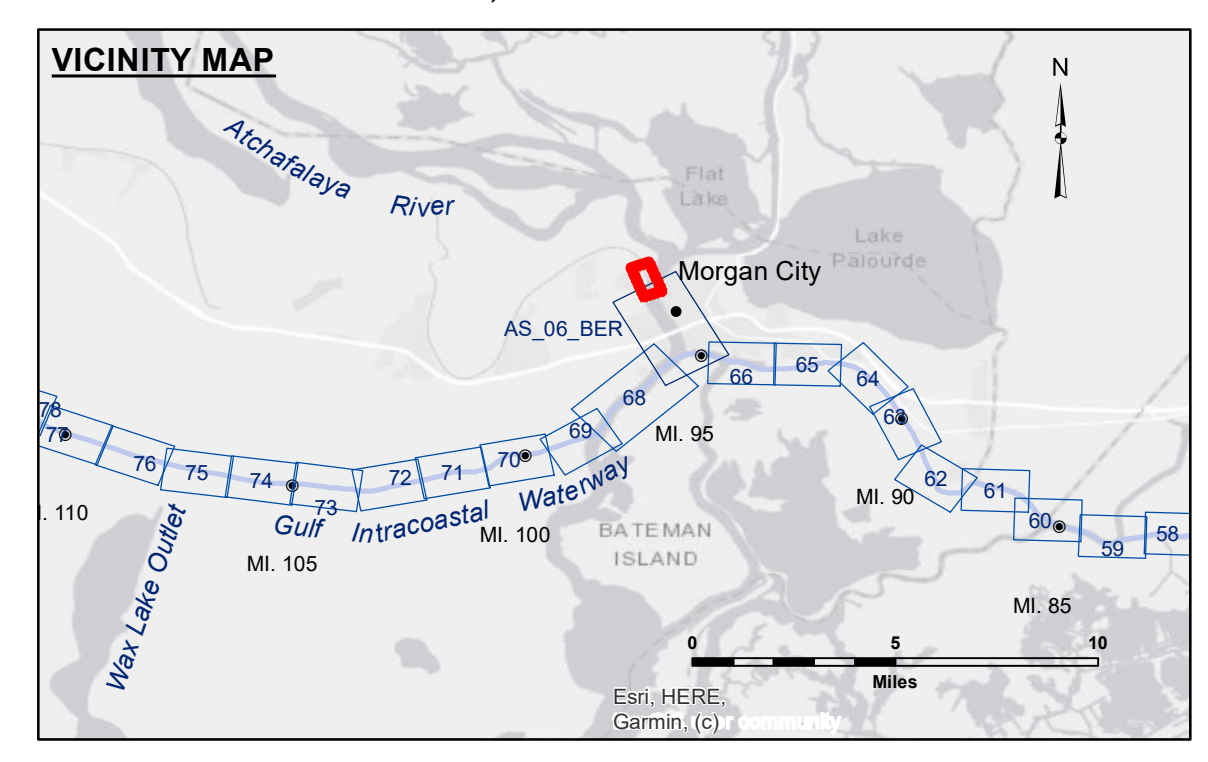 VICINITY MAP
N
Atchafalaya
River
Flat
Lake
Lake
Palourde
Morgan City
AS_06_BER
66
65
64
63
68
69
MI. 95
78
77
76
75
74
73
72
71
70
62
61
60
59
58
MI. 90
MI. 85
Gulf Intracoastal Waterway
MI. 100
MI. 105
I. 110
Wax Lake Outlet
BATEMAN
ISLAND
0 5 10
Miles
Esri, HERE,
Garmin, (c) community